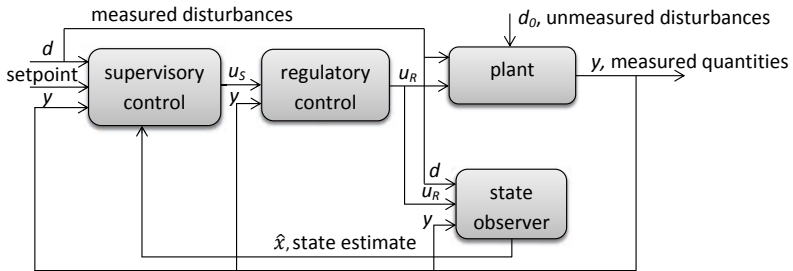 measured disturbances
d₀, unmeasured disturbances
d
setpoint
y
supervisory
control
u_S
y
regulatory
control
u_R
plant
y, measured quantities
d
u_R
y
state
observer
x̂, state estimate